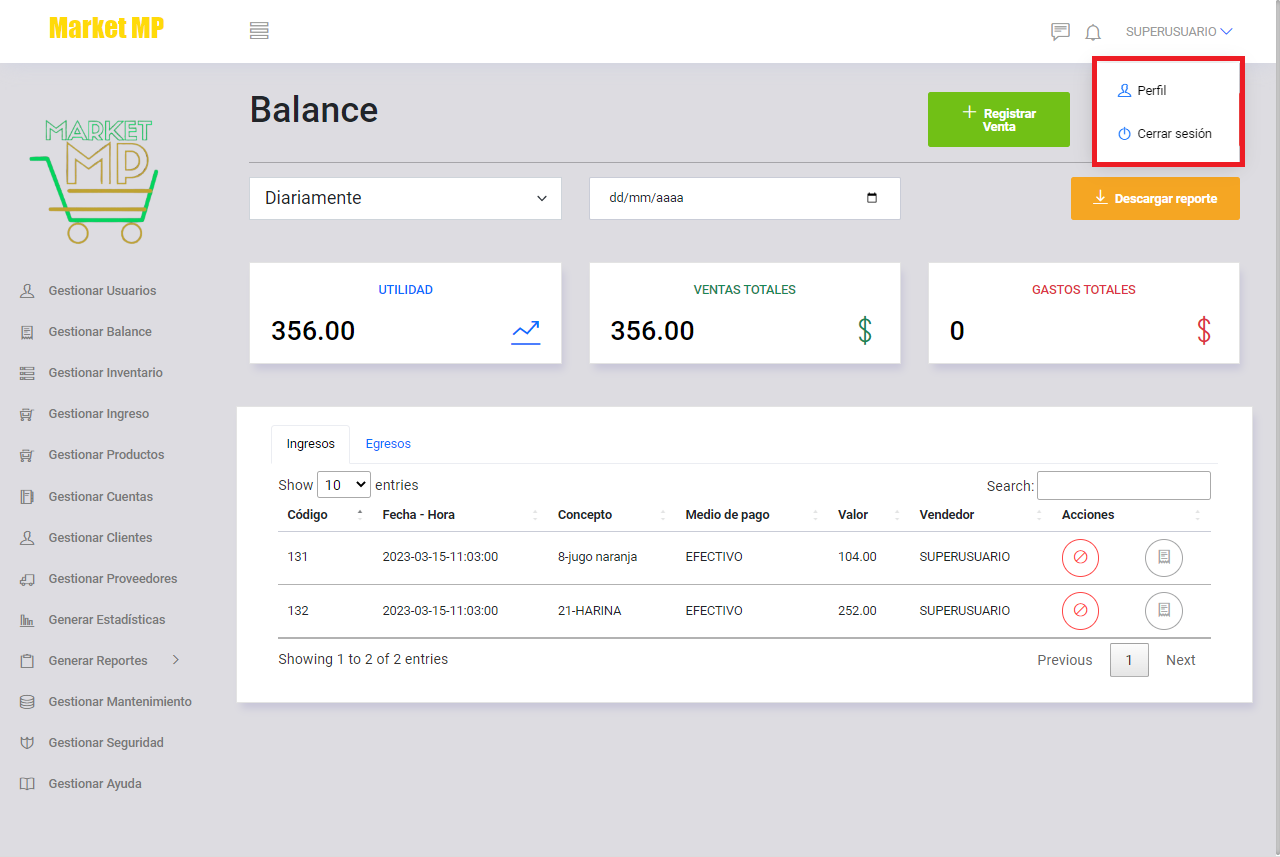 Market MP
SUPERUSUARIO
Perfil
Cerrar sesión
MARKET
MP
Gestionar Usuarios
Gestionar Balance
Gestionar Inventario
Gestionar Ingreso
Gestionar Productos
Gestionar Cuentas
Gestionar Clientes
Gestionar Proveedores
Generar Estadísticas
Generar Reportes
Gestionar Mantenimiento
Gestionar Seguridad
Gestionar Ayuda
Balance
Registrar
Venta
Diariamente
dd/mm/aaaa
Descargar reporte
UTILIDAD
356.00
VENTAS TOTALES
356.00
$
GASTOS TOTALES
0
$
Ingresos Egresos
Show 10 entries
Search:
Código Fecha - Hora Concepto Medio de pago Valor Vendedor Acciones
131 2023-03-15-11:03:00 8-jugo naranja EFECTIVO 104.00 SUPERUSUARIO
132 2023-03-15-11:03:00 21-HARINA EFECTIVO 252.00 SUPERUSUARIO
Showing 1 to 2 of 2 entries
Previous 1 Next